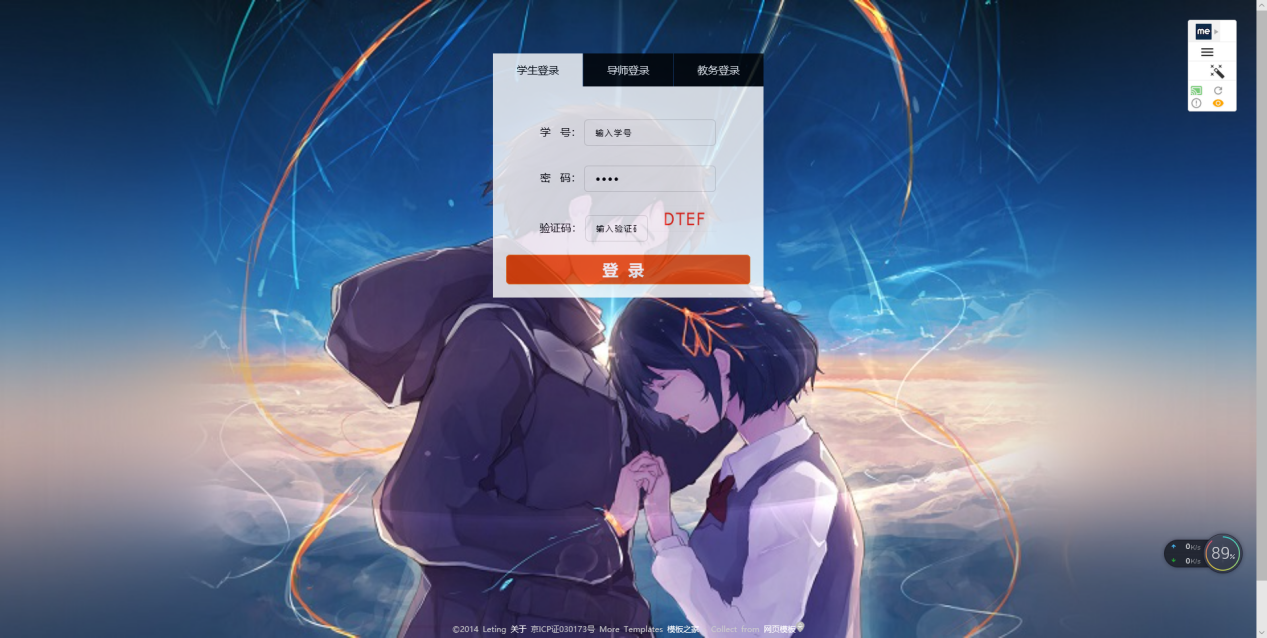 me
学生登录 导师登录 教务登录
学 号： 输入学号
密 码： ••••
验证码： 输入验证 DTEF
登 录
0K/s
0K/s
89%
©2014 Leting 关于 京ICP证030173号 More Templates 模板之家 Collect from 网页模板